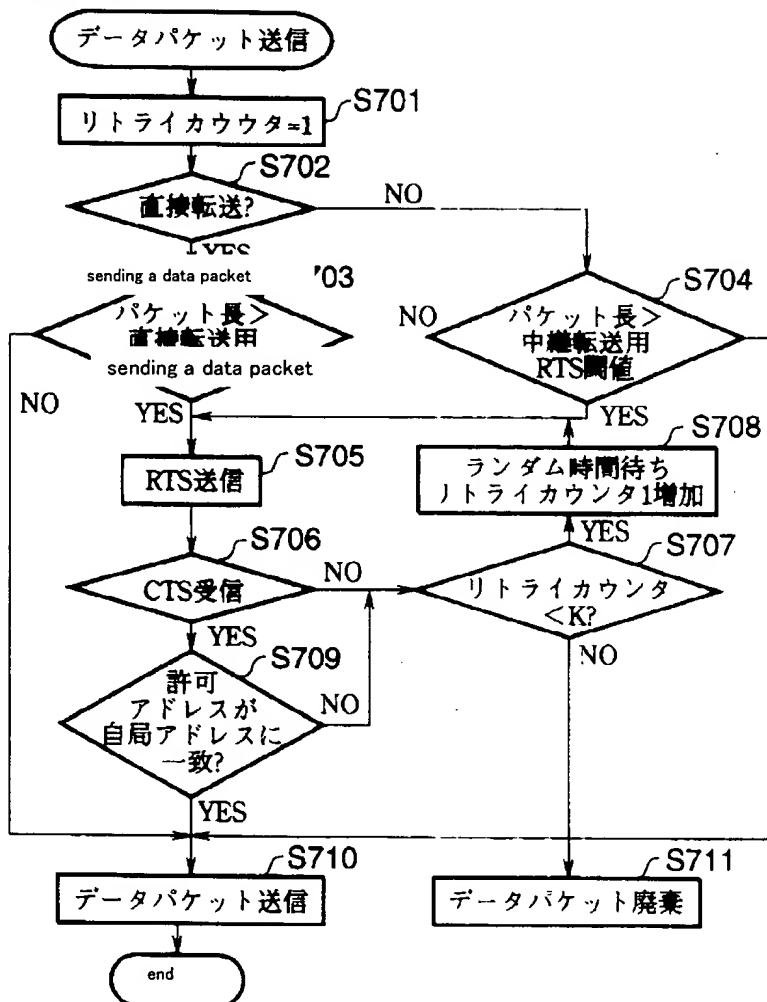 データパケット送信
リトライカウウタ=1
S701
S702
直接転送?
NO
YES
sending a data packet
03
パケット長>
直接転送用
sending a data packet
NO
YES
S704
NO
パケット長>
中継転送用
RTS閾値
YES
S705
RTS送信
S708
ランダム時間待ち
リトライカウンタ1増加
YES
S706
CTS受信
NO
YES
S707
リトライカウンタ
<K?
NO
S709
許可
アドレスが
自局アドレスに
一致?
NO
YES
S710
データパケット送信
S711
データパケット廃棄
end